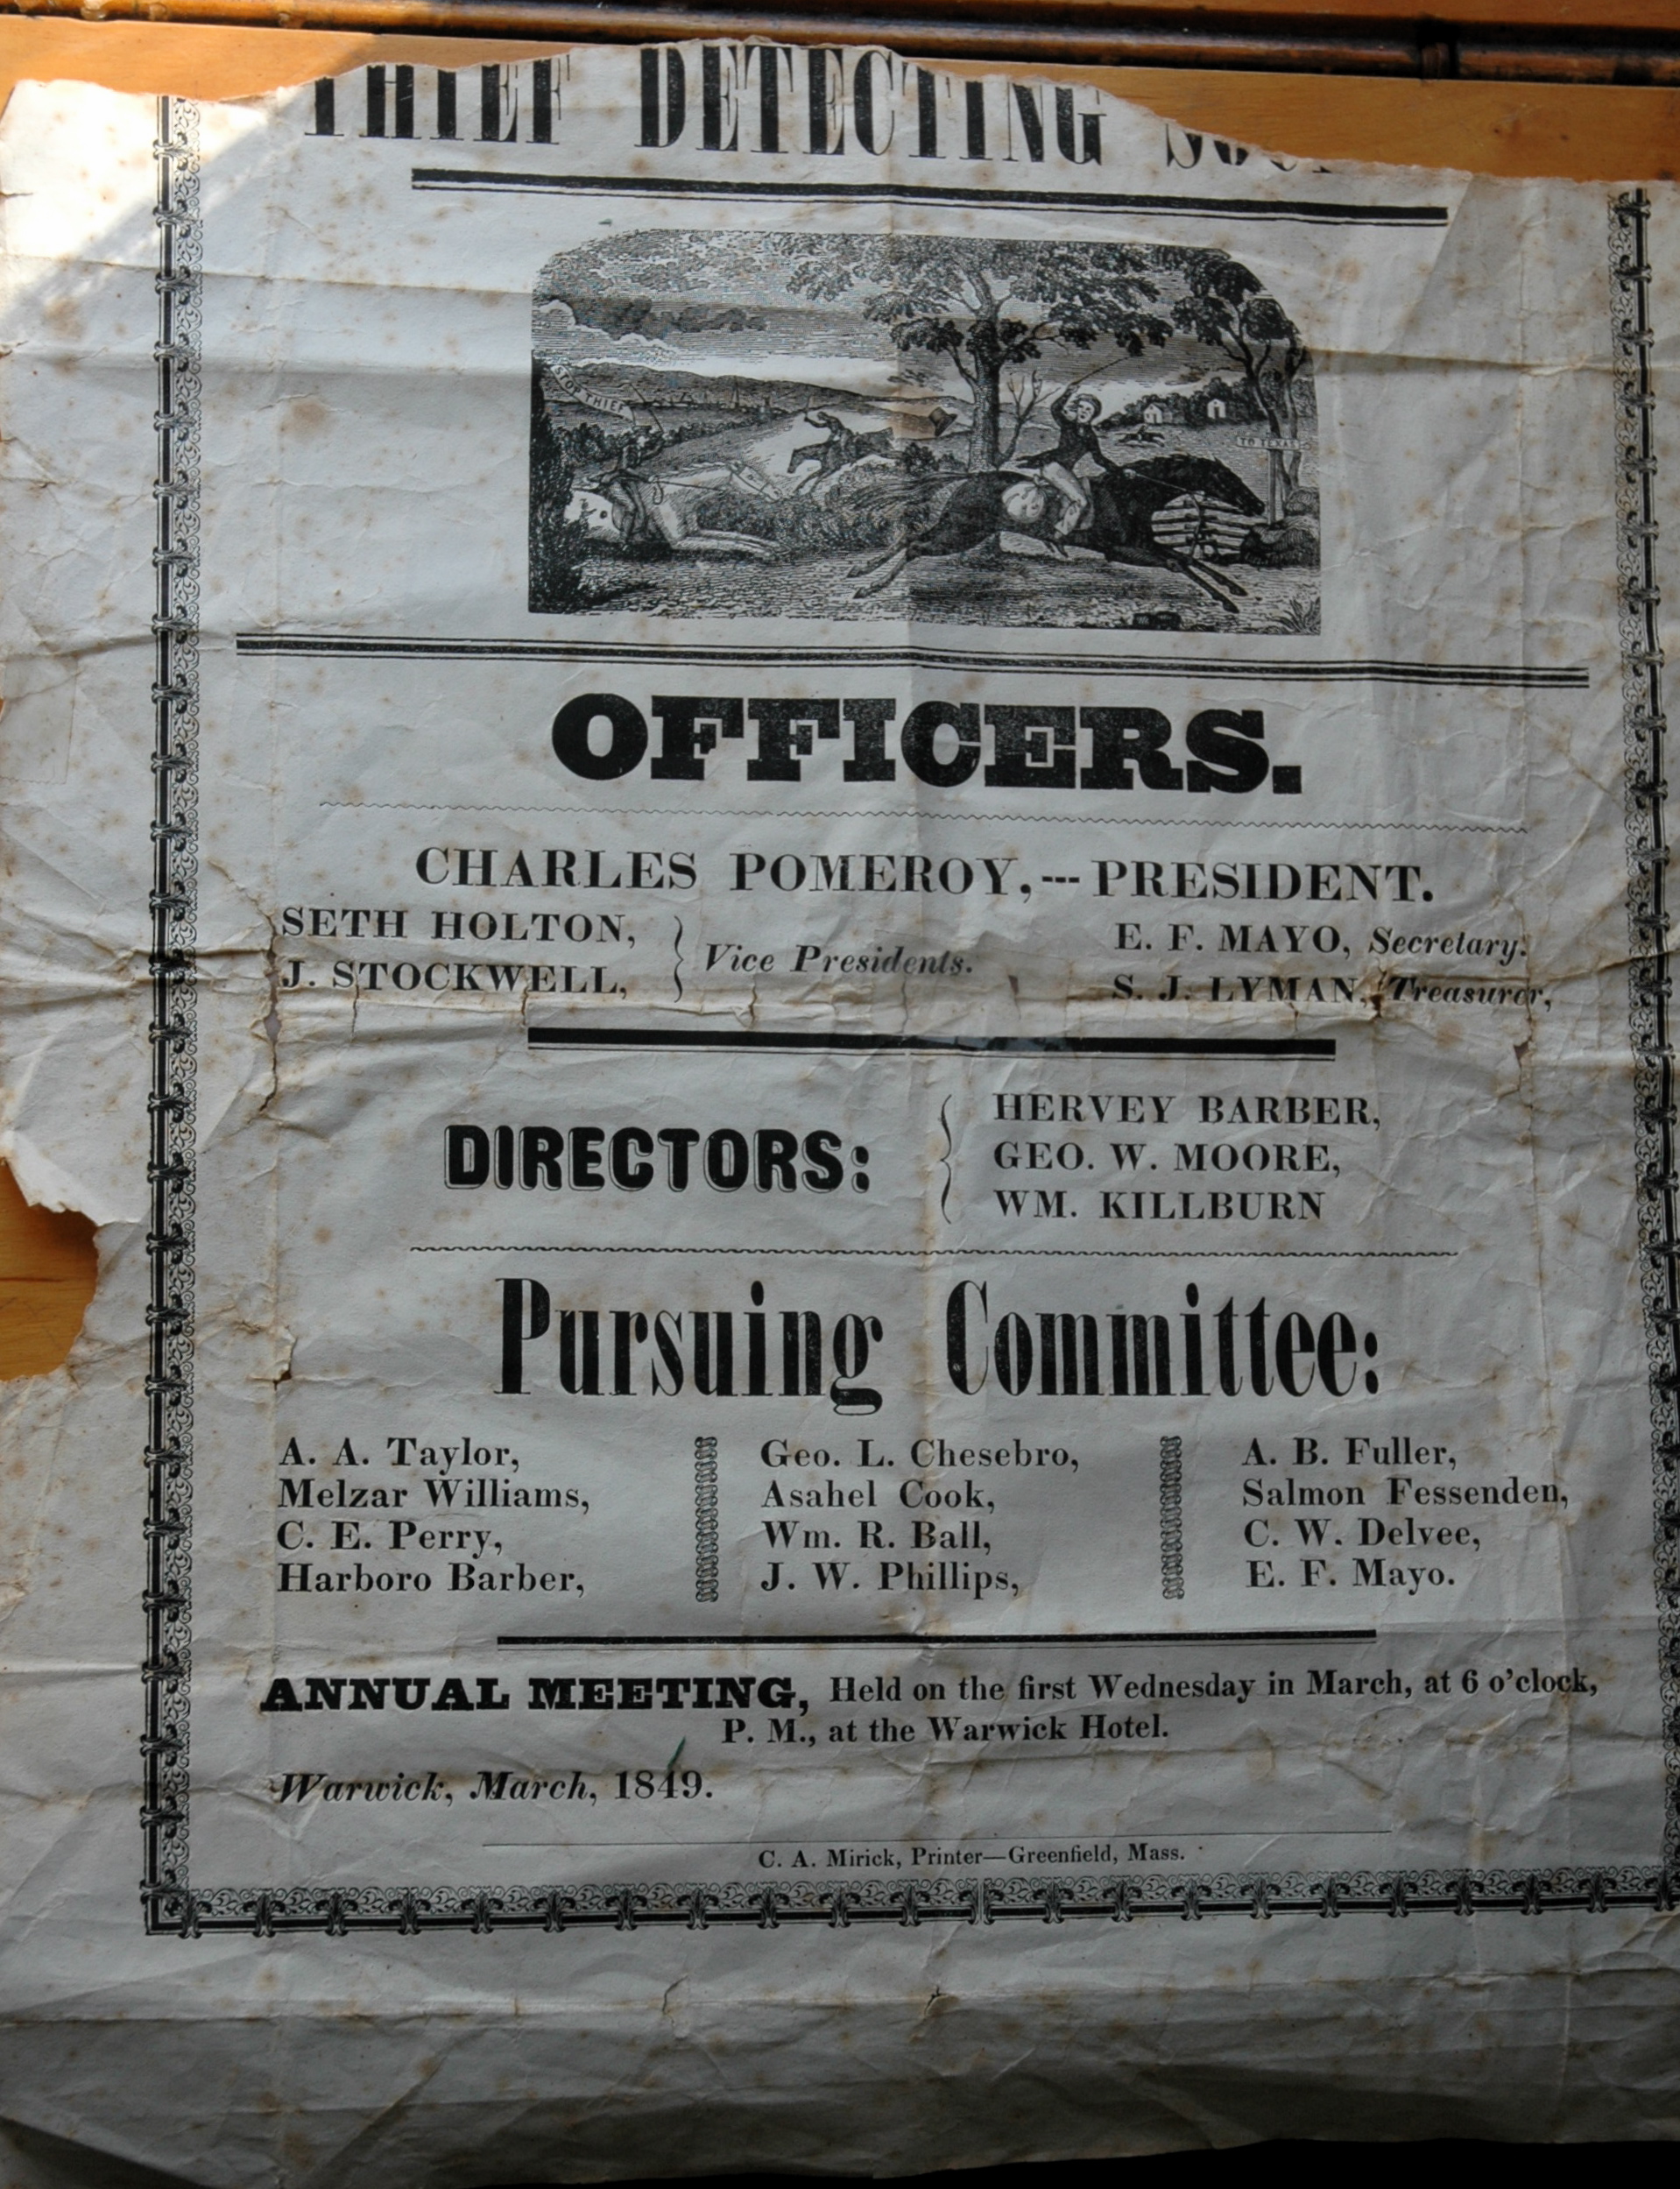 THIEF DETECTING
STOP THIEF
TO TEXAS
OFFICERS.
CHARLES POMEROY,---PRESIDENT.
SETH HOLTON,
J. STOCKWELL,
Vice Presidents.
E. F. MAYO, Secretary.
S. J. LYMAN, Treasurer,
DIRECTORS:
HERVEY BARBER,
GEO. W. MOORE,
WM. KILLBURN
Pursuing Committee:
A. A. Taylor,
Melzar Williams,
C. E. Perry,
Harboro Barber,
Geo. L. Chesebro,
Asahel Cook,
Wm. R. Ball,
J. W. Phillips,
A. B. Fuller,
Salmon Fessenden,
C. W. Delvee,
E. F. Mayo.
ANNUAL MEETING, Held on the first Wednesday in March, at 6 o'clock,
P. M., at the Warwick Hotel.
Warwick, March, 1849.
C. A. Mirick, Printer—Greenfield, Mass.